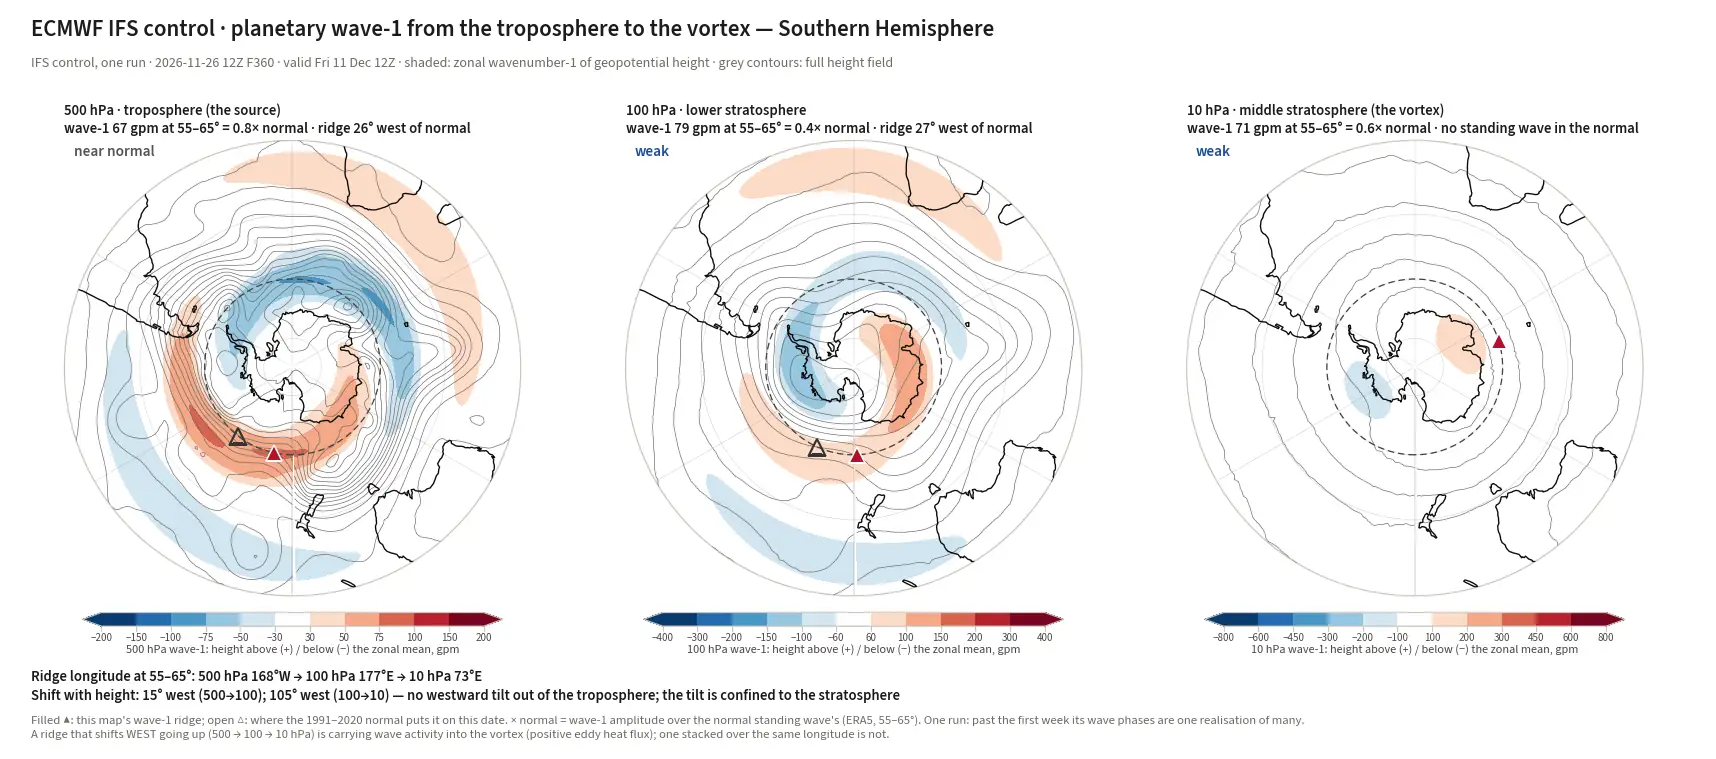 ECMWF IFS control · planetary wave-1 from the troposphere to the vortex — Southern Hemisphere
IFS control, one run · 2026-11-26 12Z F360 · valid Fri 11 Dec 12Z · shaded: zonal wavenumber-1 of geopotential height · grey contours: full height field
500 hPa · troposphere (the source)
wave-1 67 gpm at 55–65° = 0.8× normal · ridge 26° west of normal
near normal
100 hPa · lower stratosphere
wave-1 79 gpm at 55–65° = 0.4× normal · ridge 27° west of normal
weak
10 hPa · middle stratosphere (the vortex)
wave-1 71 gpm at 55–65° = 0.6× normal · no standing wave in the normal
weak
−200 −150 −100 −75 −50 −30 30 50 75 100 150 200
500 hPa wave-1: height above (+) / below (−) the zonal mean, gpm
−400 −300 −200 −150 −100 −60 60 100 150 200 300 400
100 hPa wave-1: height above (+) / below (−) the zonal mean, gpm
−800 −600 −450 −300 −200 −100 100 200 300 450 600 800
10 hPa wave-1: height above (+) / below (−) the zonal mean, gpm
Ridge longitude at 55–65°: 500 hPa 168°W → 100 hPa 177°E → 10 hPa 73°E
Shift with height: 15° west (500→100); 105° west (100→10) — no westward tilt out of the troposphere; the tilt is confined to the stratosphere
Filled ▲: this map's wave-1 ridge; open △: where the 1991–2020 normal puts it on this date. × normal = wave-1 amplitude over the normal standing wave's (ERA5, 55–65°). One run: past the first week its wave phases are one realisation of many.
A ridge that shifts WEST going up (500 → 100 → 10 hPa) is carrying wave activity into the vortex (positive eddy heat flux); one stacked over the same longitude is not.